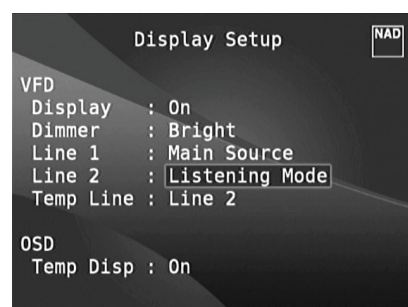 Display Setup
NAD
VFD
Display : On
Dimmer : Bright
Line 1 : Main Source
Line 2 : Listening Mode
Temp Line : Line 2
OSD
Temp Disp : On